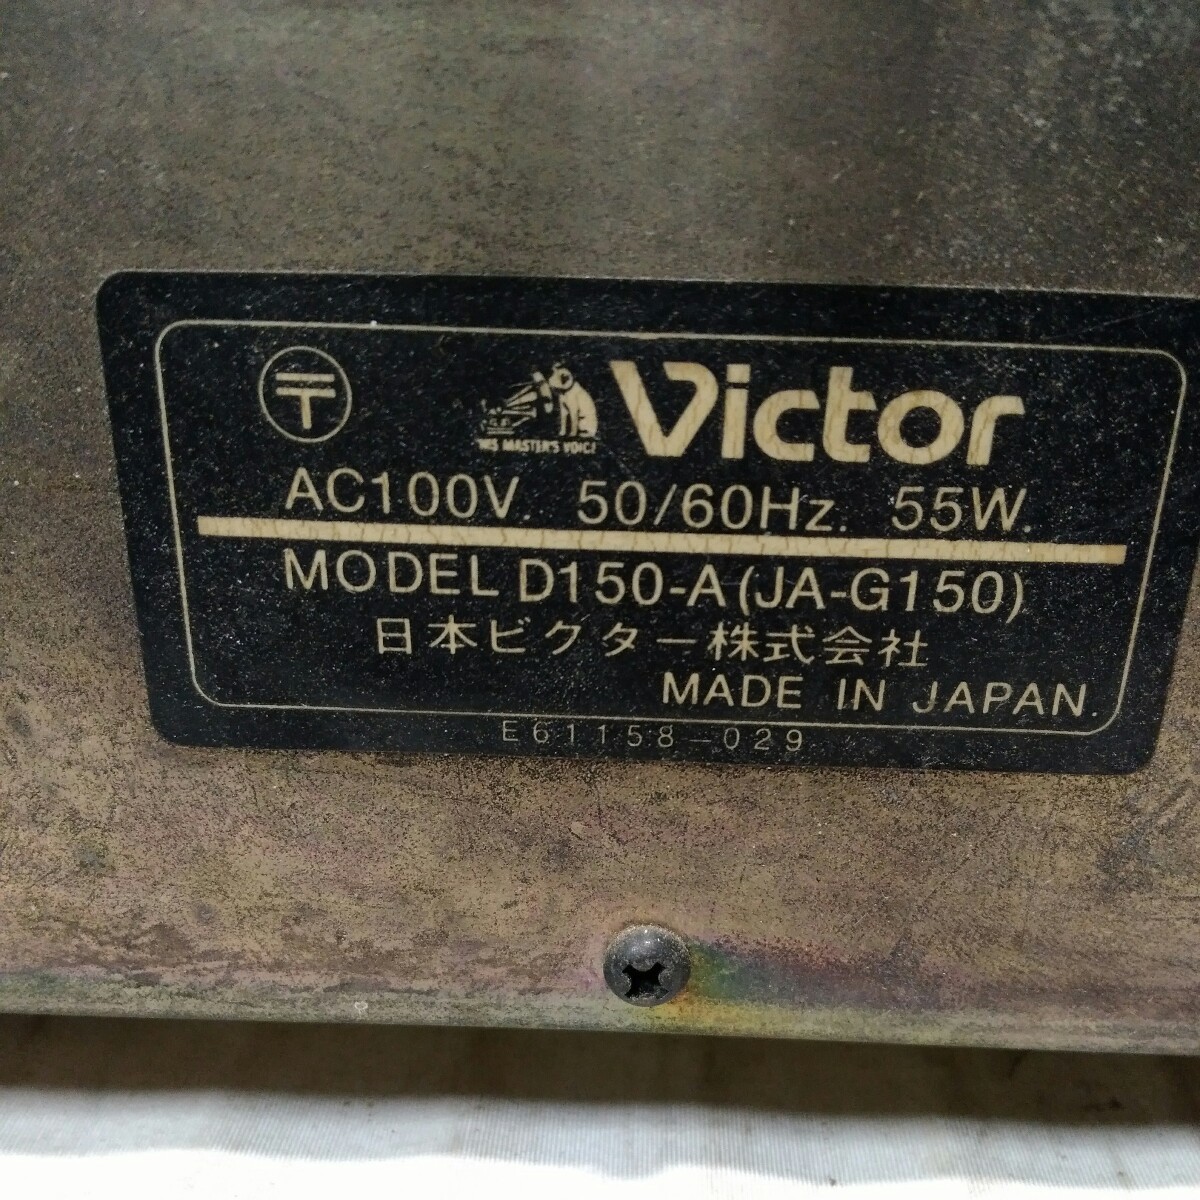 〒
HIS MASTER'S VOICE
Victor
AC100V. 50/60Hz. 55W.
MODEL D150-A(JA-G150)
日本ビクター株式会社
MADE IN JAPAN.
E61158-029